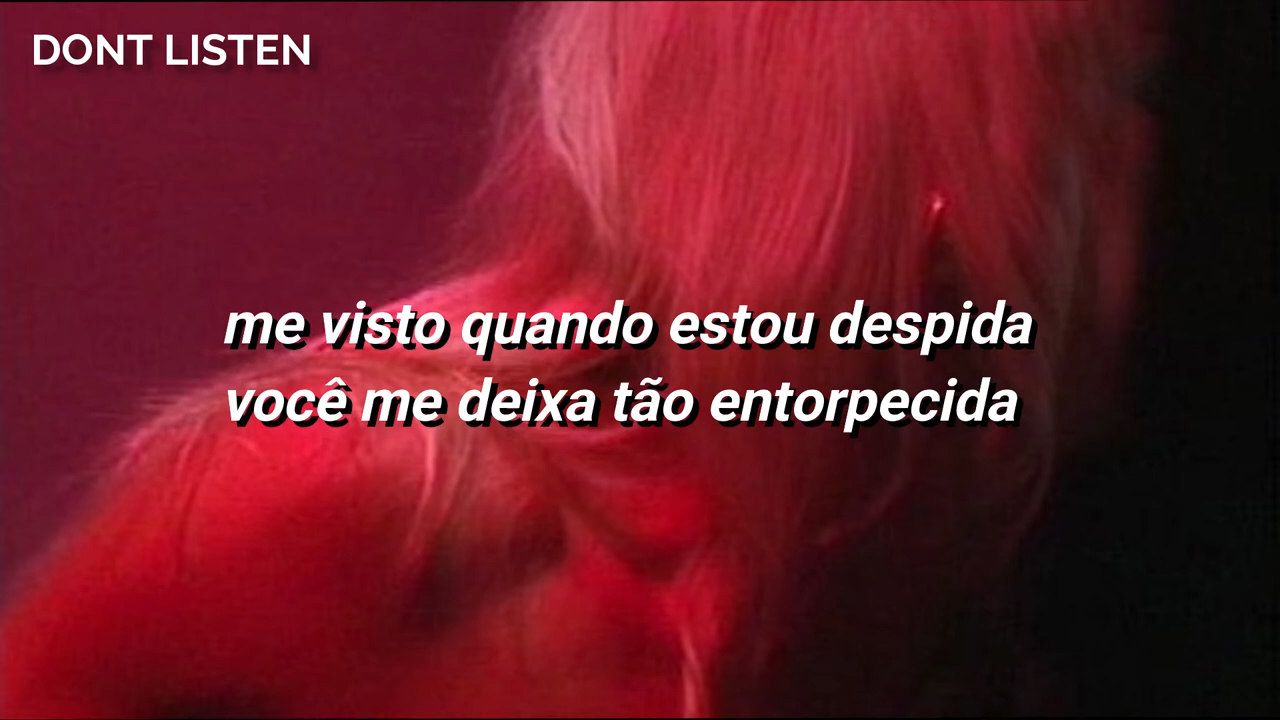 DONT LISTEN
me visto quando estou despida
você me deixa tão entorpecida